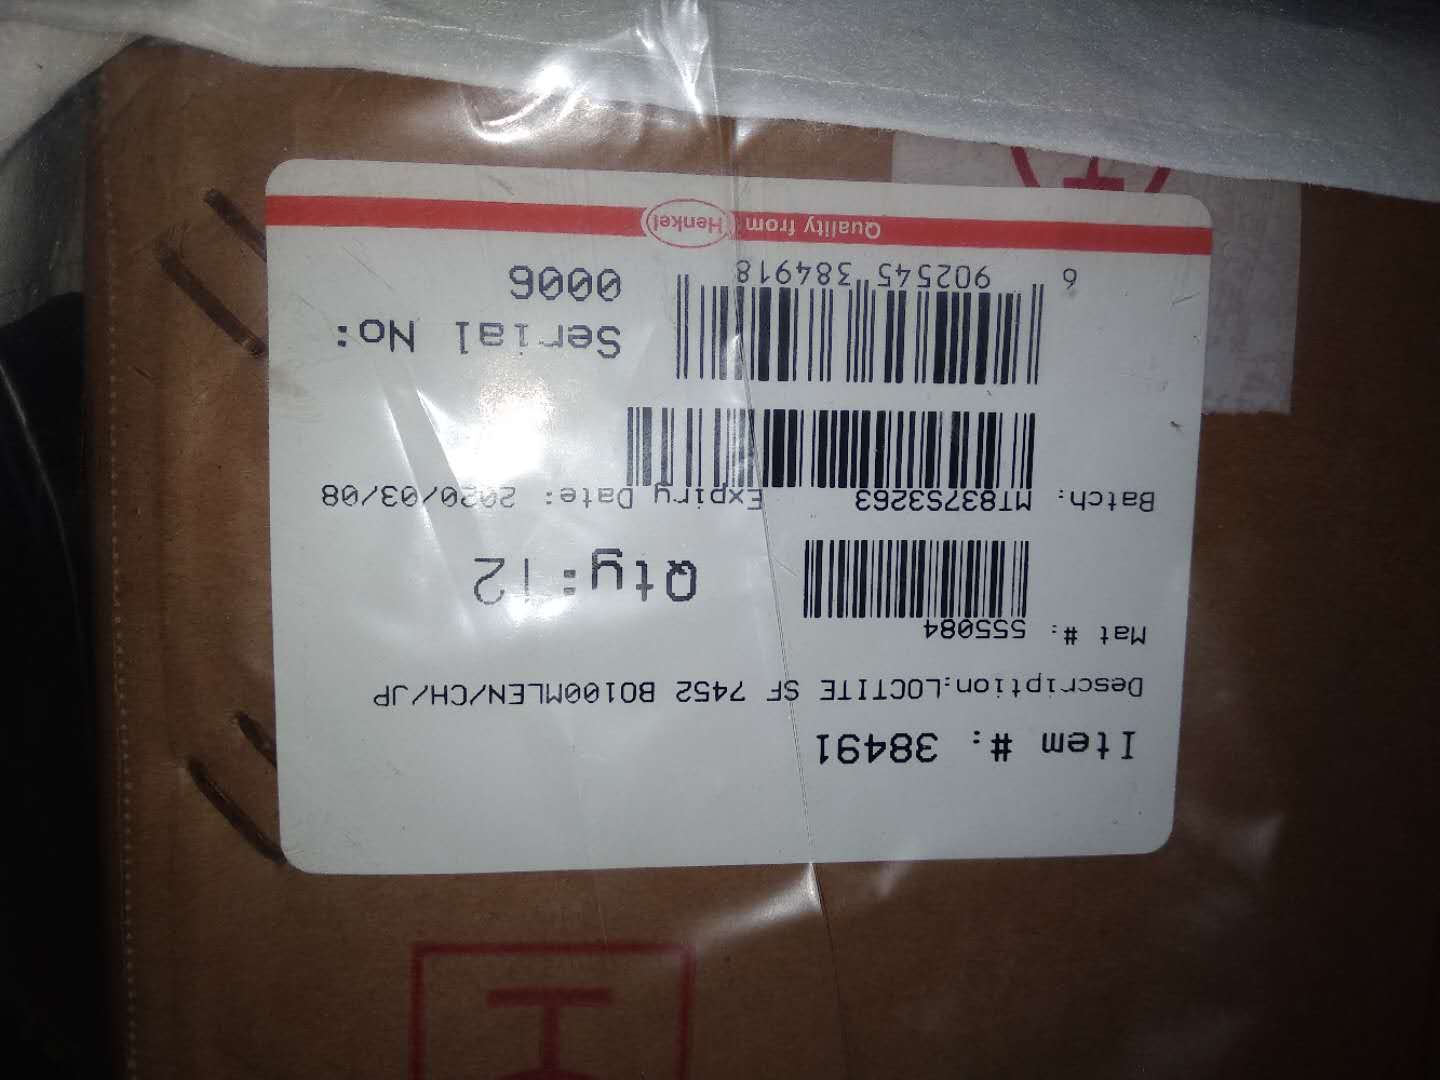 Item #: 38491
Description:LOCTITE SF 7452 BO100MLEN/CH/JP
Mat #: 555084
Qty:12
Batch: MT837S3263 Expiry Date: 2020/03/08
Serial No:
0006
6 902545 384918
Quality from Henkel